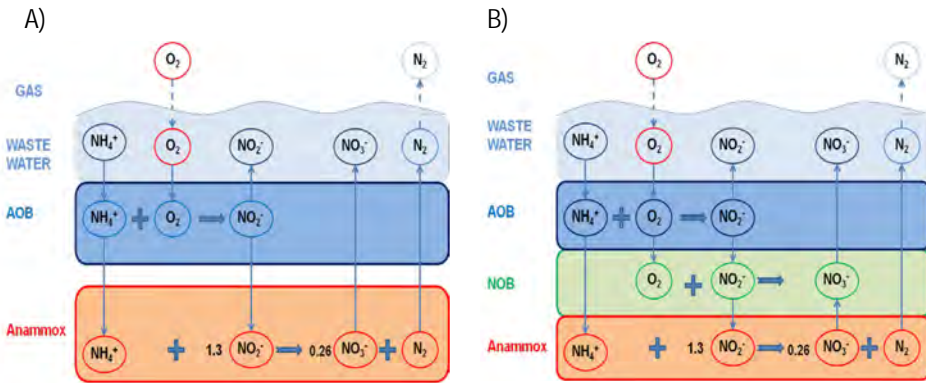 A)
O₂
N₂
GAS
WASTE
WATER
NH₄⁺
O₂
NO₂⁻
NO₃⁻
N₂
AOB
NH₄⁺ + O₂ NO₂⁻
Anammox
NH₄⁺ + 1.3 NO₂⁻ 0.26 NO₃⁻ + N₂
B)
O₂
N₂
GAS
WASTE
WATER
NH₄⁺
O₂
NO₂⁻
NO₃⁻
N₂
AOB
NH₄⁺ + O₂ NO₂⁻
NOB
O₂ + NO₂⁻ NO₃⁻
Anammox
NH₄⁺ + 1.3 NO₂⁻ 0.26 NO₃⁻ + N₂